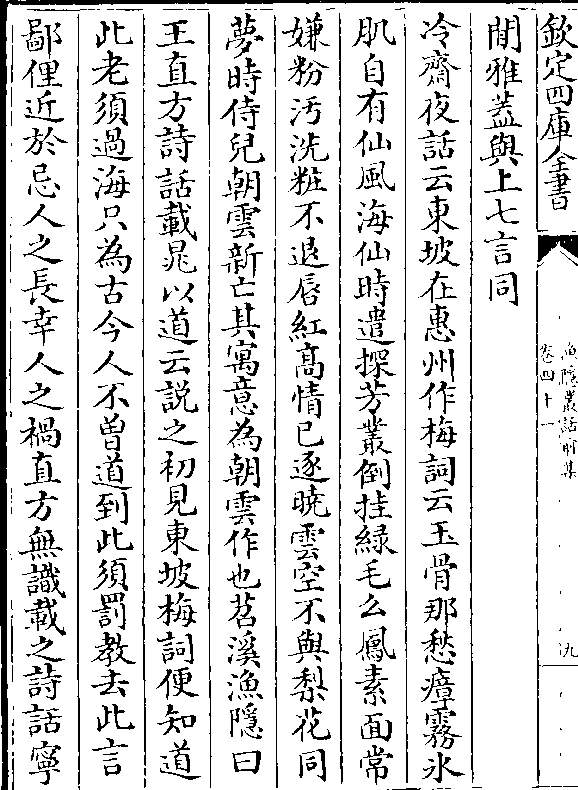 欽定四庫全書
漁隱叢話前集
卷四十一
九
閒雅蓋與上七言同
冷齋夜話云東坡在惠州作梅詞云玉骨那愁瘴霧冰
肌自有仙風海仙時遣探芳叢倒挂緑毛么鳳素面常
嫌粉汚洗粧不退唇紅髙情已逐曉雲空不與梨花同
夢時侍兒朝雲新亡其寓意為朝雲作也苕溪漁隱曰
王直方詩話載晁以道云説之初見東坡梅詞便知道
此老須過海只為古今人不曽道到此須罰教去此言
鄙俚近於忌人之長幸人之禍直方無識載之詩話寧